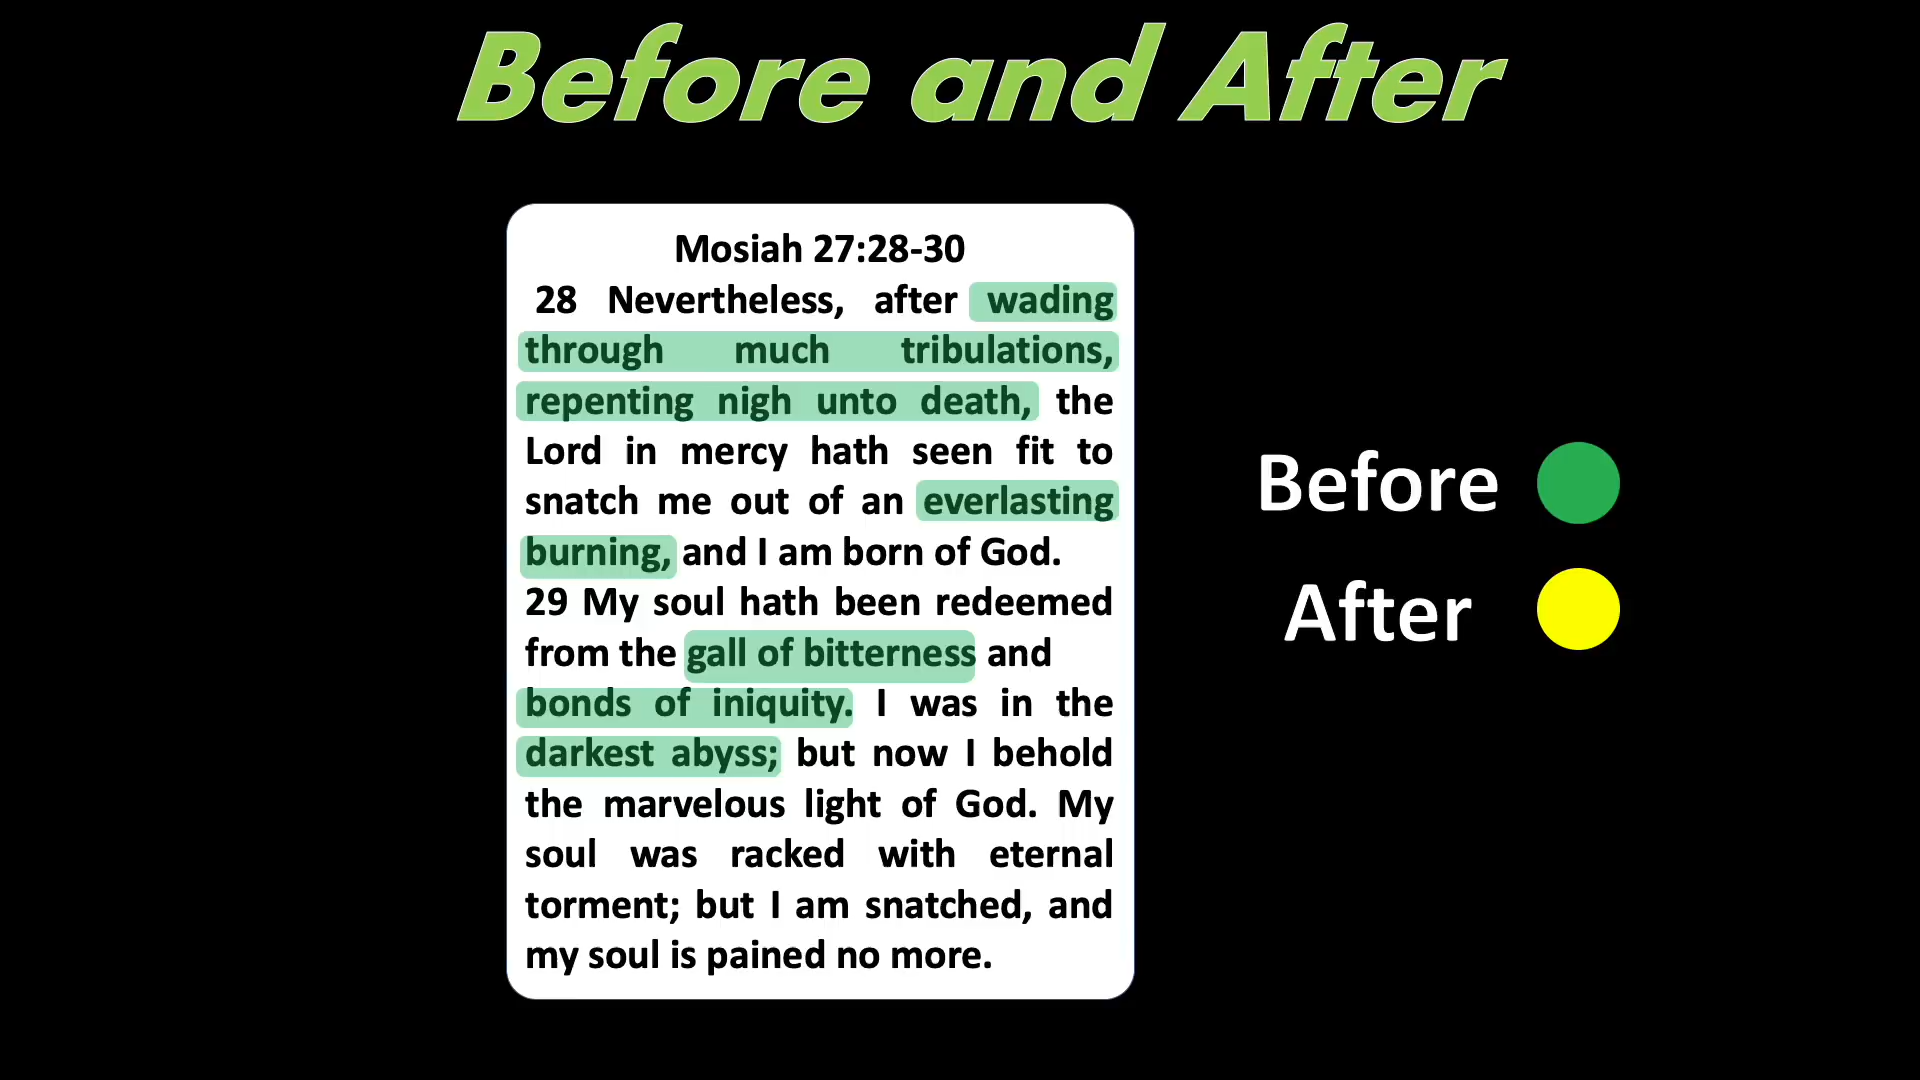 Before and After
Mosiah 27:28-30
28 Nevertheless, after wading
through much tribulations,
repenting nigh unto death, the
Lord in mercy hath seen fit to
snatch me out of an everlasting
burning, and I am born of God.
29 My soul hath been redeemed
from the gall of bitterness and
bonds of iniquity. I was in the
darkest abyss; but now I behold
the marvelous light of God. My
soul was racked with eternal
torment; but I am snatched, and
my soul is pained no more.
Before
After